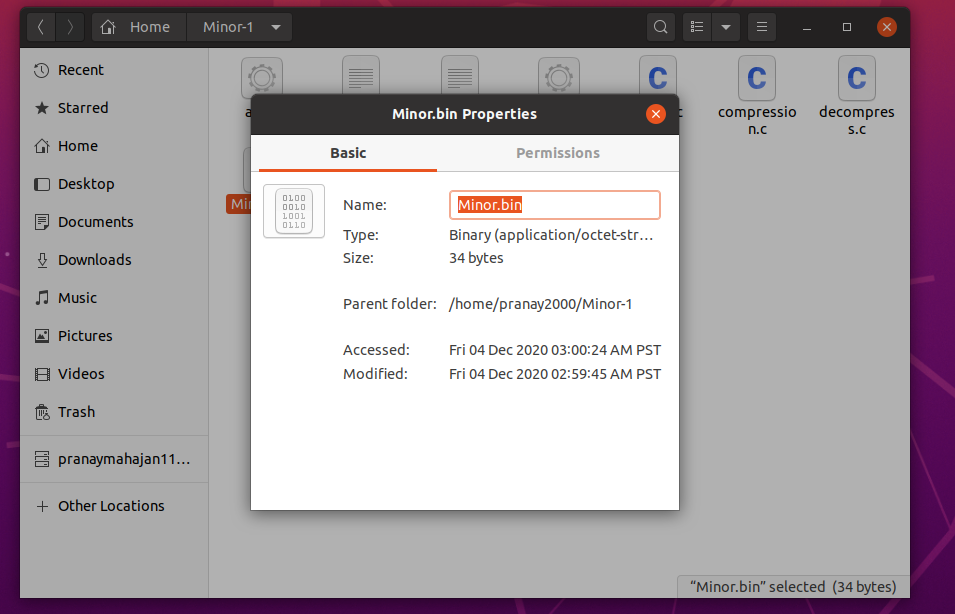 Home Minor-1
Recent
Starred
Home
Desktop
Documents
Downloads
Music
Pictures
Videos
Trash
pranaymahajan11...
Other Locations
C
C
C
compressio
n.c
decompres
s.c
Minor.bin Properties
Basic Permissions
0100
0010
1001
0110
Name: Minor.bin
Type: Binary (application/octet-str...
Size: 34 bytes
Parent folder: /home/pranay2000/Minor-1
Accessed: Fri 04 Dec 2020 03:00:24 AM PST
Modified: Fri 04 Dec 2020 02:59:45 AM PST
“Minor.bin” selected (34 bytes)